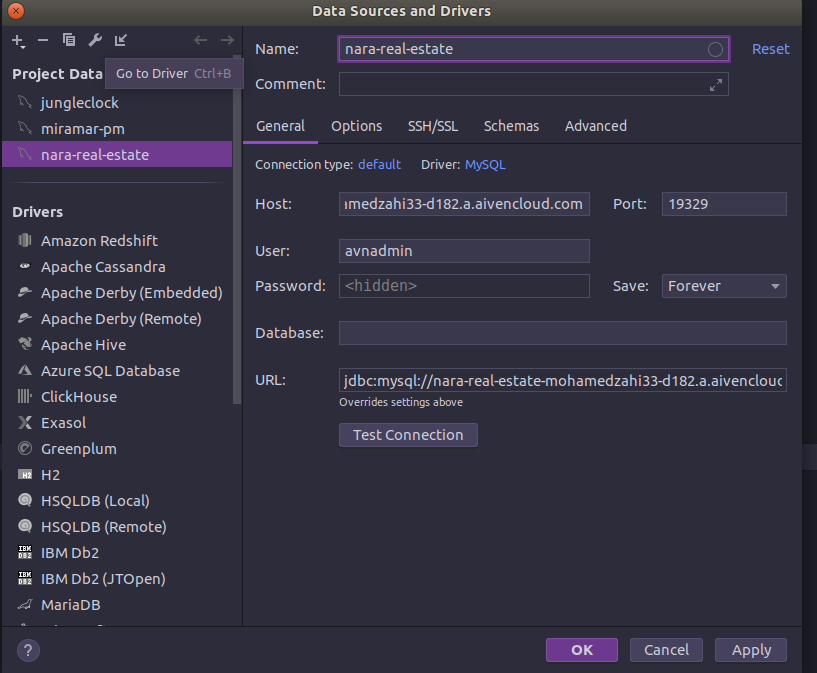 Data Sources and Drivers
Project Data
Go to Driver Ctrl+B
jungleclock
miramar-pm
nara-real-estate
Drivers
Amazon Redshift
Apache Cassandra
Apache Derby (Embedded)
Apache Derby (Remote)
Apache Hive
Azure SQL Database
ClickHouse
Exasol
Greenplum
H2
HSQLDB (Local)
HSQLDB (Remote)
IBM Db2
IBM Db2 (JTOpen)
MariaDB
Name: nara-real-estate Reset
Comment:
General Options SSH/SSL Schemas Advanced
Connection type: default Driver: MySQL
Host: medzahi33-d182.a.aivencloud.com Port: 19329
User: avnadmin
Password: <hidden> Save: Forever
Database:
URL: jdbc:mysql://nara-real-estate-mohamedzahi33-d182.a.aivencloud
Overrides settings above
Test Connection
? OK Cancel Apply